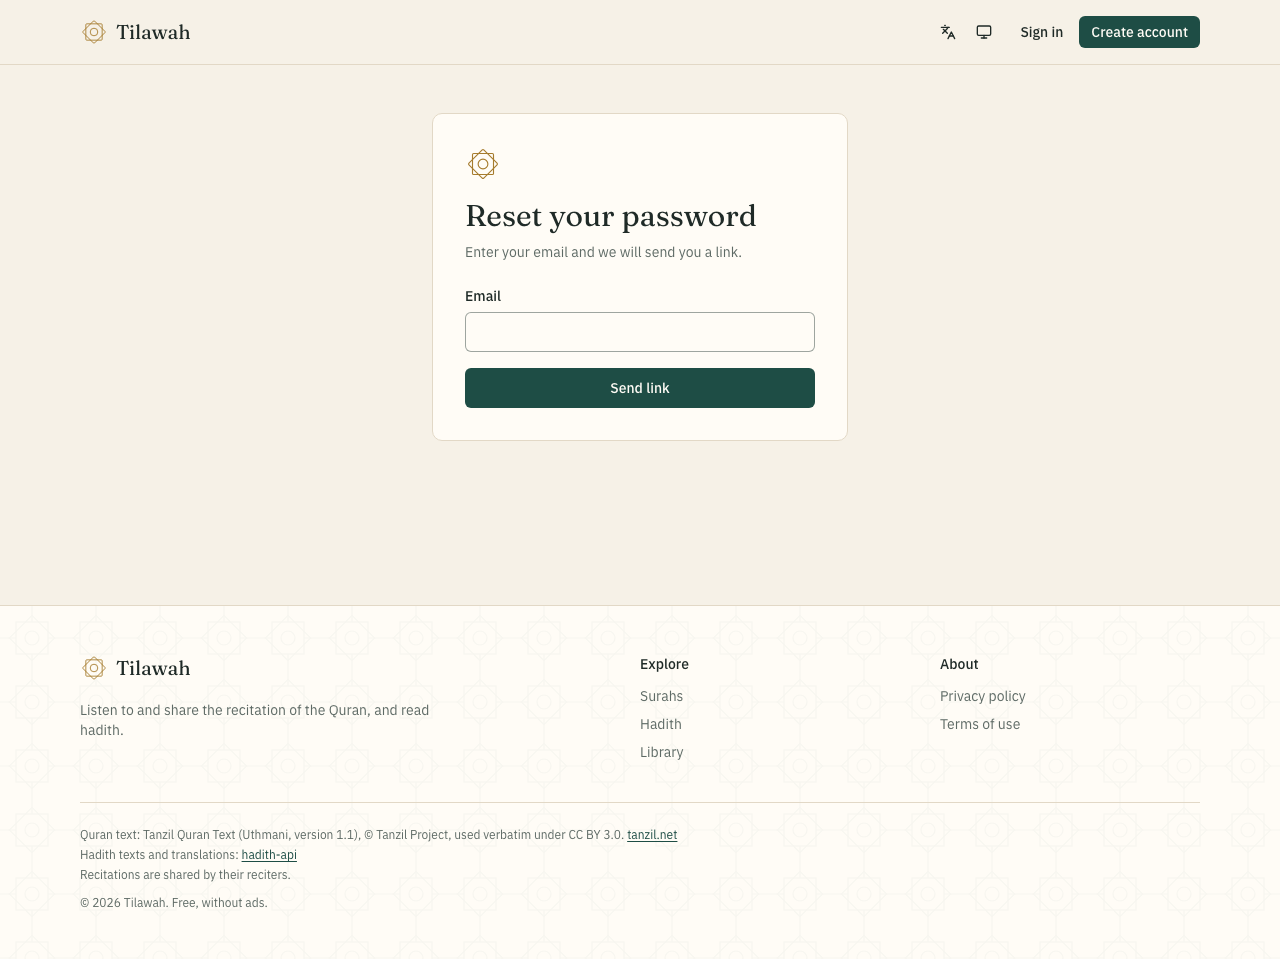 Tilawah
Sign in
Create account
Reset your password
Enter your email and we will send you a link.
Email
Send link
Tilawah
Listen to and share the recitation of the Quran, and read
hadith.
Explore
Surahs
Hadith
Library
About
Privacy policy
Terms of use
Quran text: Tanzil Quran Text (Uthmani, version 1.1), © Tanzil Project, used verbatim under CC BY 3.0. tanzil.net
Hadith texts and translations: hadith-api
Recitations are shared by their reciters.
© 2026 Tilawah. Free, without ads.